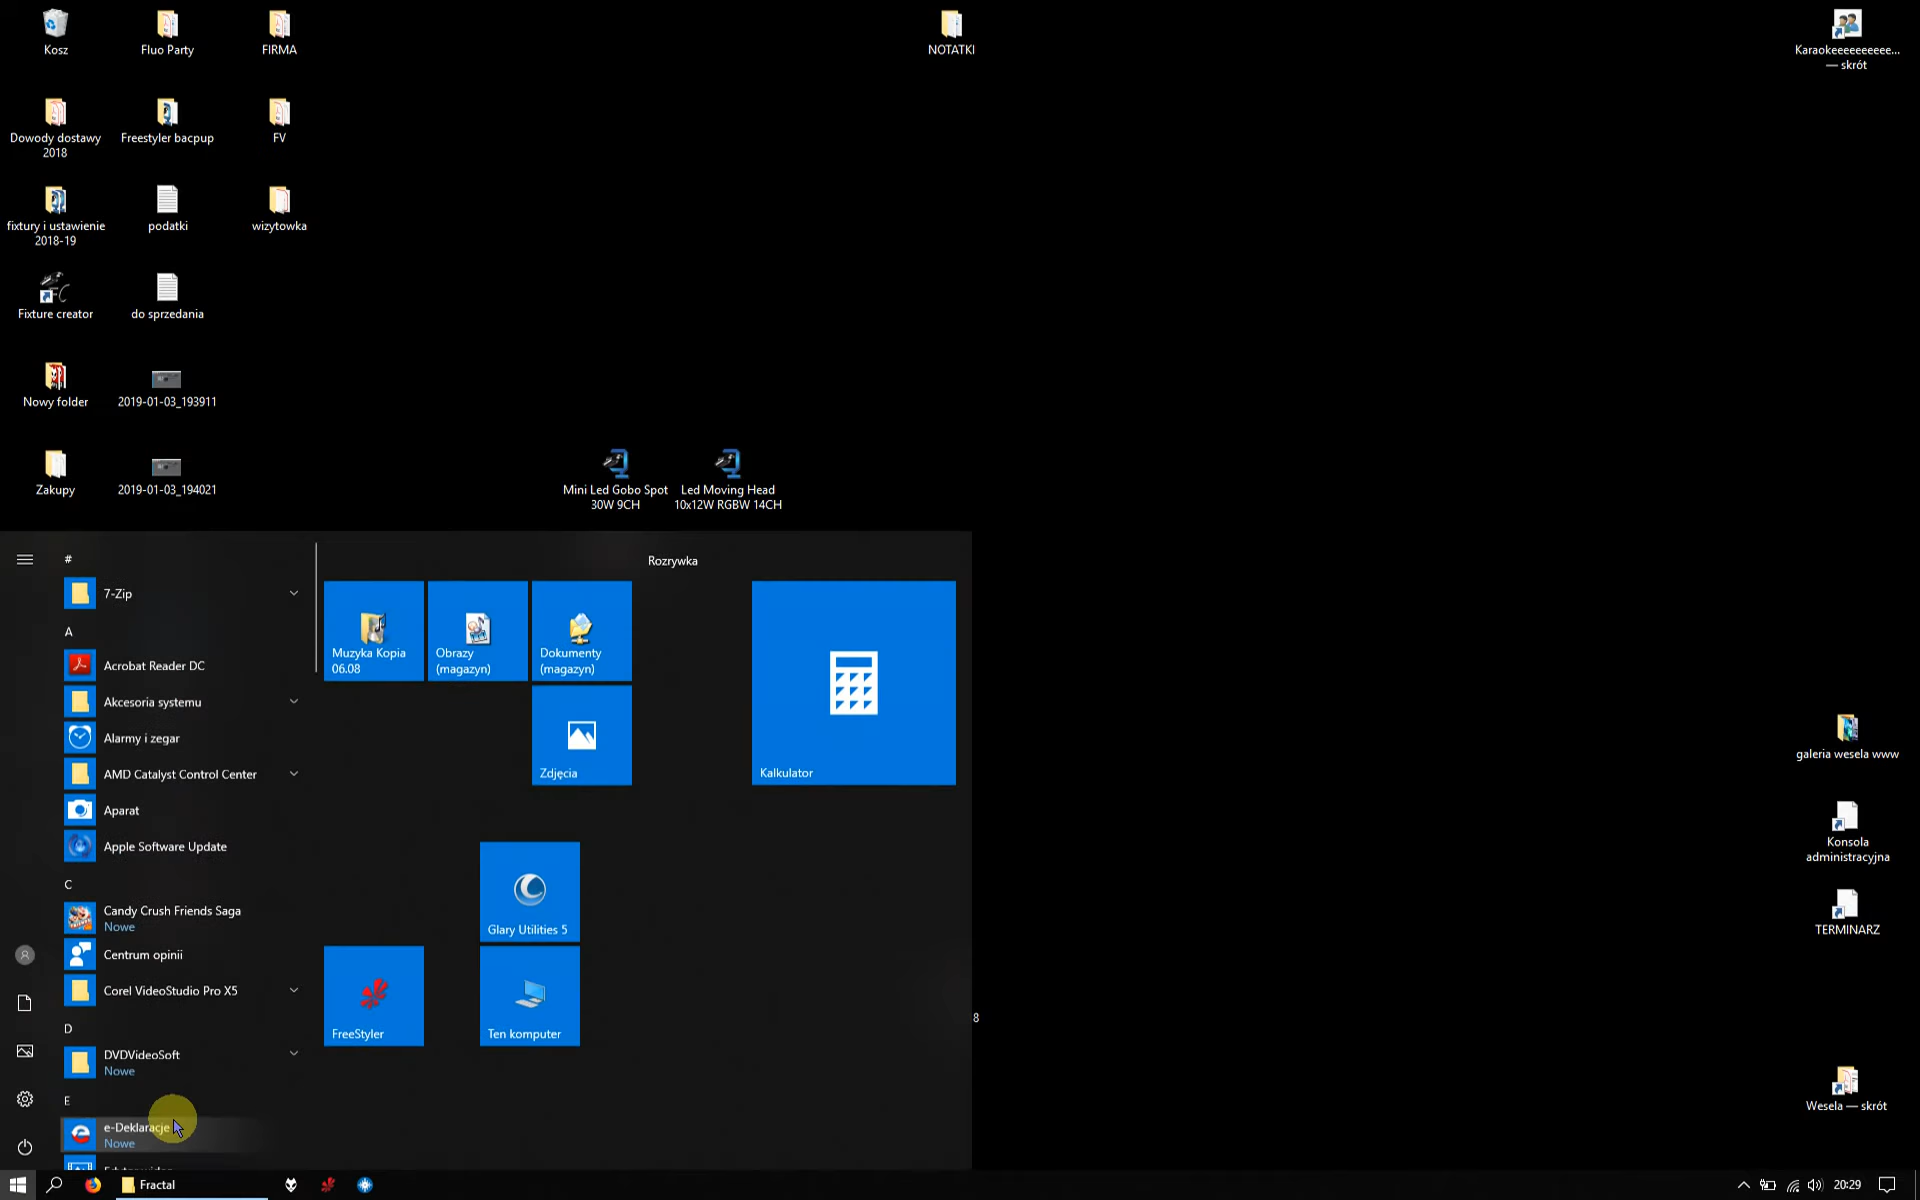 Kosz
Fluo Party
FIRMA
NOTATKI
Karaokeeeeeeeeee...
— skrót
Dowody dostawy
2018
Freestyler bacpup
FV
fixtury i ustawienie
2018-19
podatki
wizytowka
Fixture creator
do sprzedania
Nowy folder
2019-01-03_193911
Zakupy
2019-01-03_194021
Mini Led Gobo Spot
30W 9CH
Led Moving Head
10x12W RGBW 14CH
#
7-Zip
A
Acrobat Reader DC
Akcesoria systemu
Alarmy i zegar
AMD Catalyst Control Center
Aparat
Apple Software Update
C
Candy Crush Friends Saga
Nowe
Centrum opinii
Corel VideoStudio Pro X5
D
DVDVideoSoft
Nowe
E
e-Deklaracje
Nowe
Rozrywka
Muzyka Kopia
06.08
Obrazy
(magazyn)
Dokumenty
(magazyn)
Zdjęcia
Kalkulator
Glary Utilities 5
FreeStyler
Ten komputer
8
galeria wesela www
Konsola
administracyjna
TERMINARZ
Wesela — skrót
Fractal
20:29